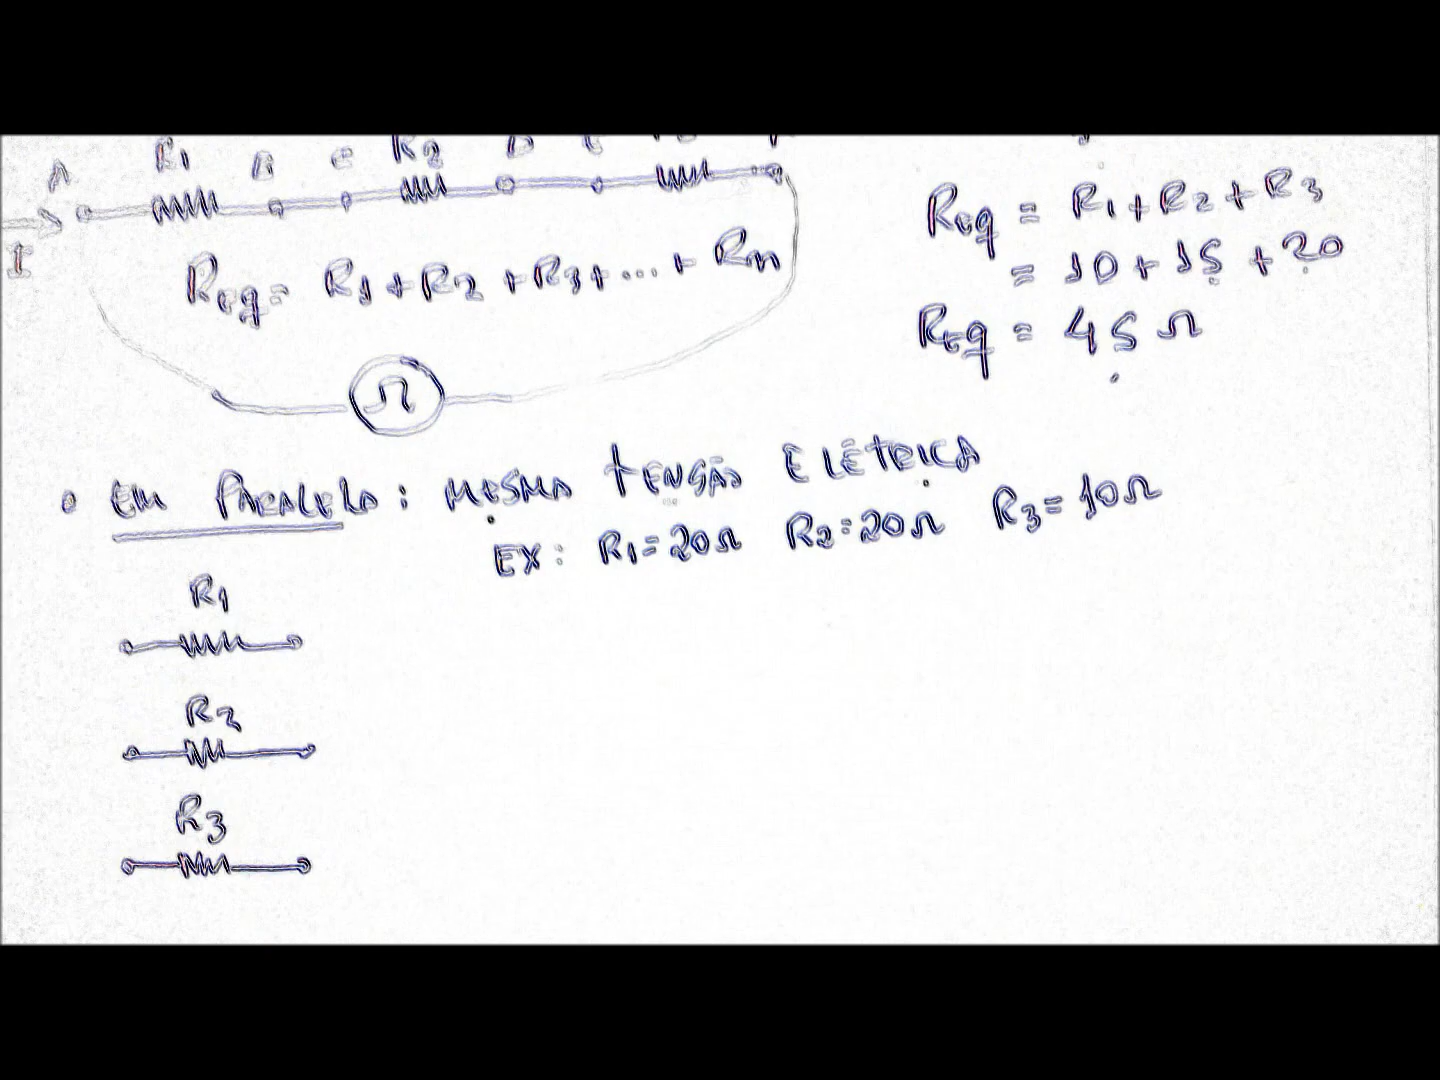 A R1 B C R2 D
I
Req = R1 + R2 + R3 + ... + Rn
Ω
Req = R1 + R2 + R3
= 10 + 15 + 20
REq = 45 Ω
• EM PARALELO: MESMA TENSÃO ELÉTRICA
EX: R1=20Ω R2=20Ω R3=10Ω
R1
R2
R3